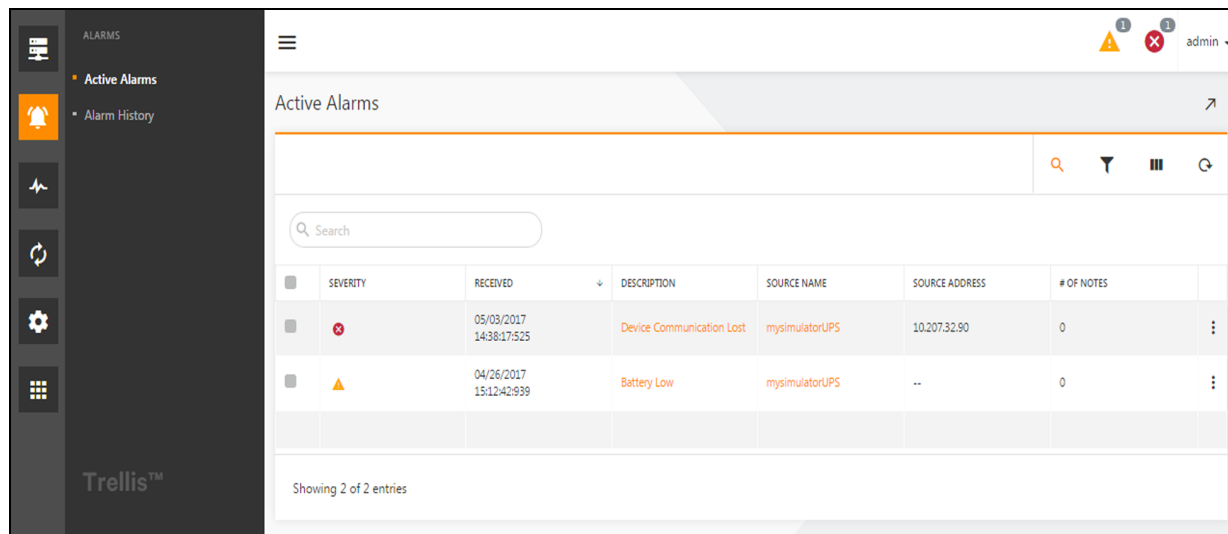 ALARMS
Active Alarms
Alarm History
Trellis™
1
1
admin
Active Alarms
Search
SEVERITY RECEIVED DESCRIPTION SOURCE NAME SOURCE ADDRESS # OF NOTES
05/03/2017
14:38:17:525
Device Communication Lost mysimulatorUPS 10.207.32.90 0
04/26/2017
15:12:42:939
Battery Low mysimulatorUPS -- 0
Showing 2 of 2 entries